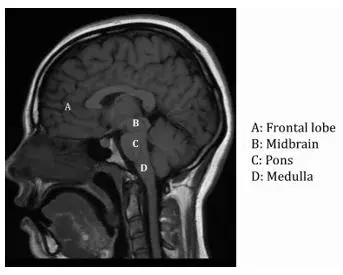 A
B
C
D
A: Frontal lobe
B: Midbrain
C: Pons
D: Medulla